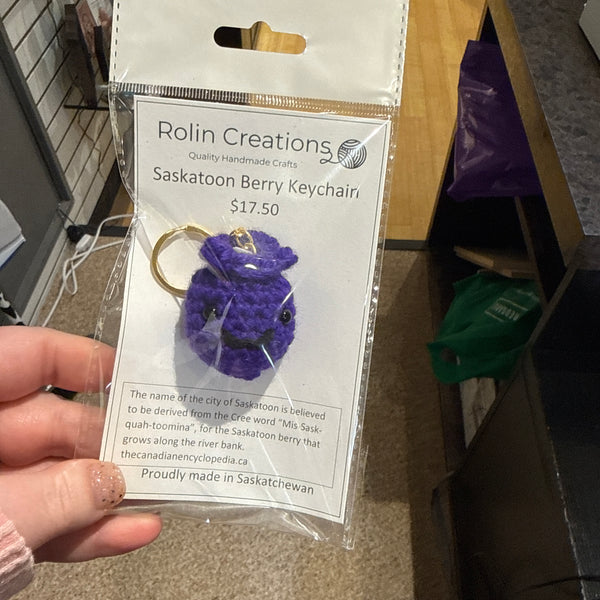 Rolin Creations
Quality Handmade Crafts
Saskatoon Berry Keychain
$17.50
The name of the city of Saskatoon is believed
to be derived from the Cree word "Mis Sask-
quah-toomina", for the Saskatoon berry that
grows along the river bank.
thecanadianencyclopedia.ca
Proudly made in Saskatchewan